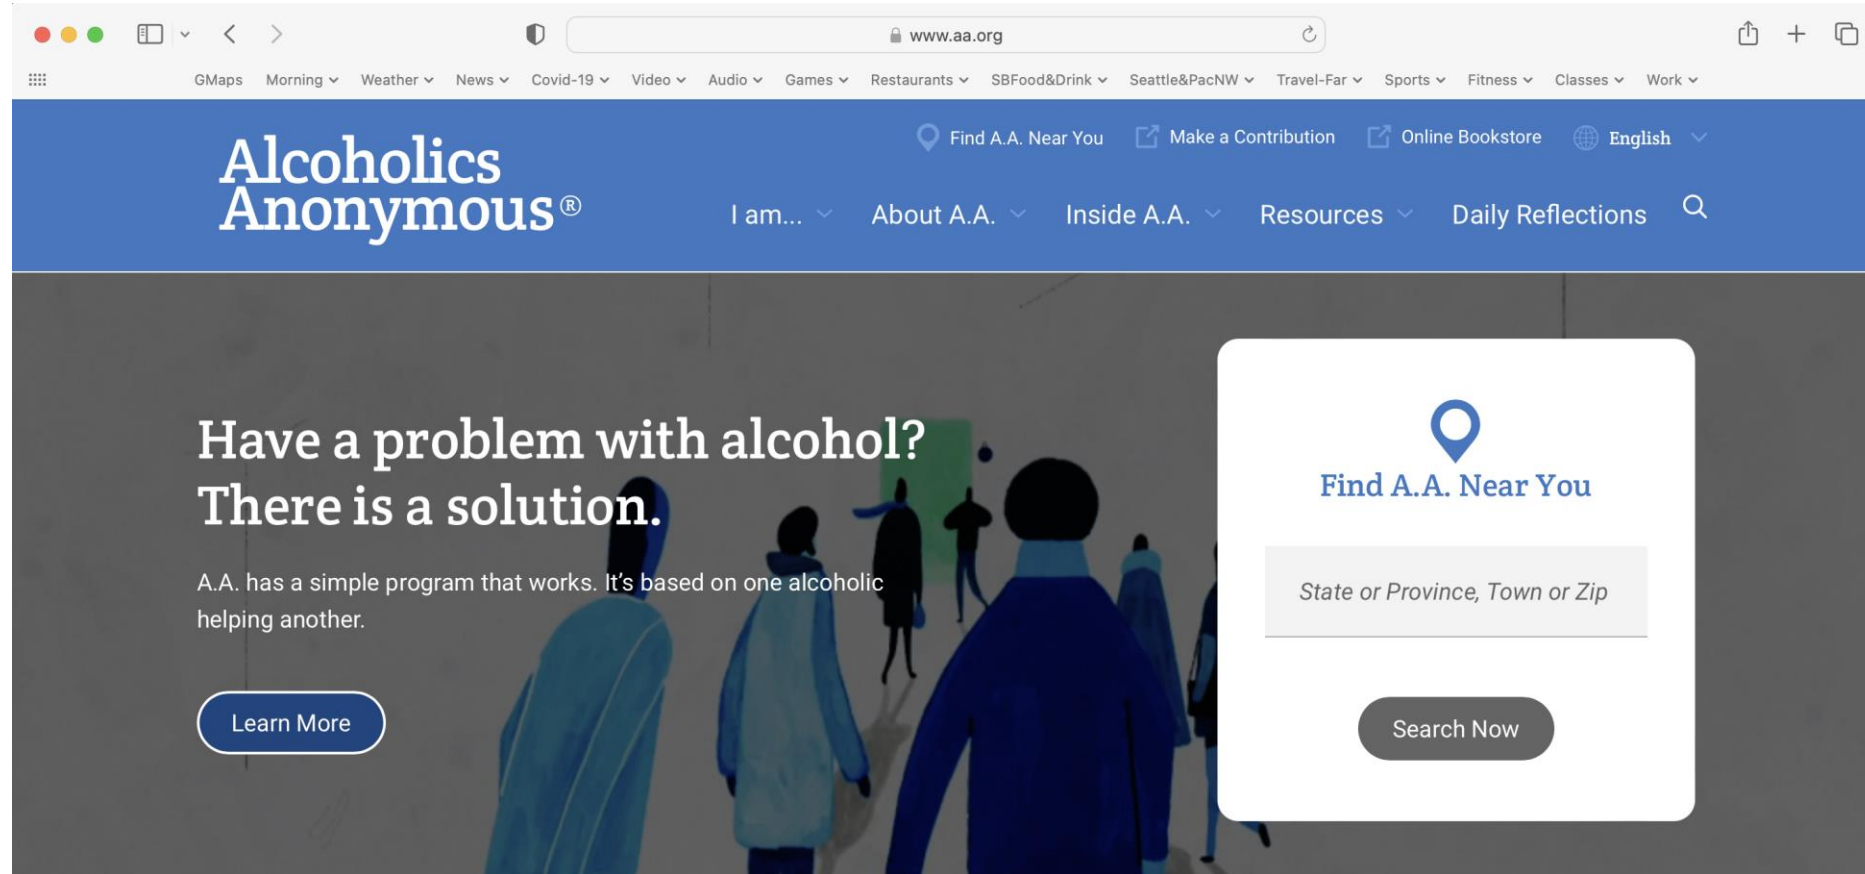 www.aa.org
GMaps Morning Weather News Covid-19 Video Audio Games Restaurants SBFood&Drink Seattle&PacNW Travel-Far Sports Fitness Classes Work
Find A.A. Near You Make a Contribution Online Bookstore English
Alcoholics
Anonymous®
I am... About A.A. Inside A.A. Resources Daily Reflections
Have a problem with alcohol?
There is a solution.
A.A. has a simple program that works. It's based on one alcoholic
helping another.
Learn More
Find A.A. Near You
State or Province, Town or Zip
Search Now